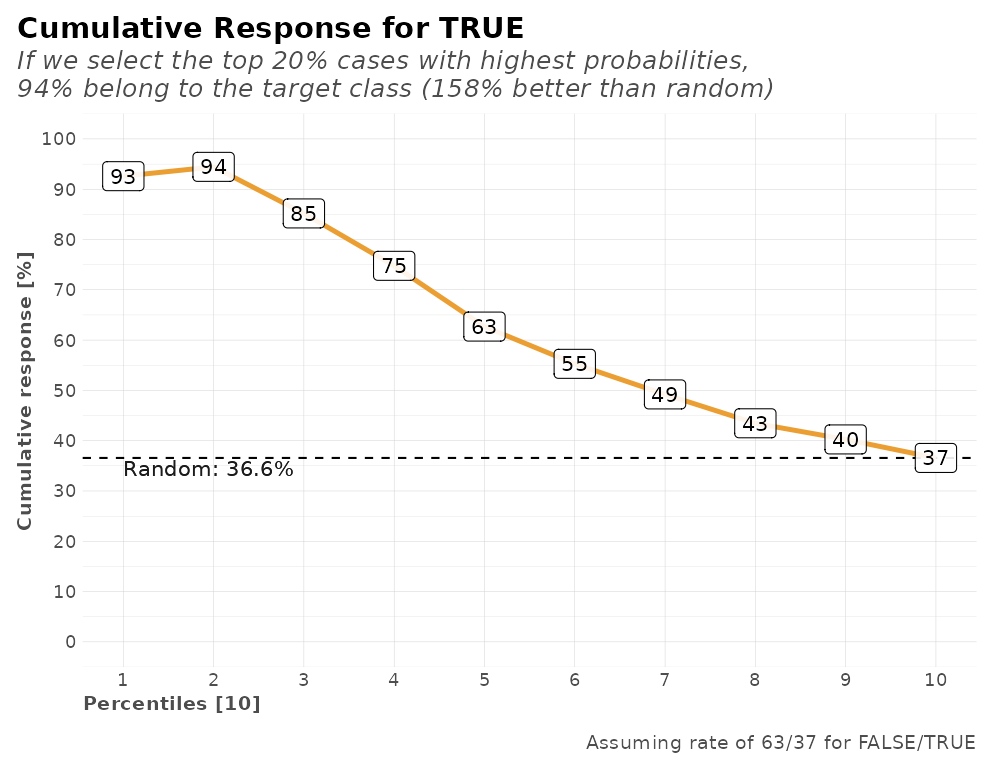 Cumulative Response for TRUE
If we select the top 20% cases with highest probabilities,
94% belong to the target class (158% better than random)
Cumulative response [%]
100
90
80
70
60
50
40
30
20
10
0
93
94
85
75
63
55
49
43
40
37
Random: 36.6%
1 2 3 4 5 6 7 8 9 10
Percentiles [10]
Assuming rate of 63/37 for FALSE/TRUE